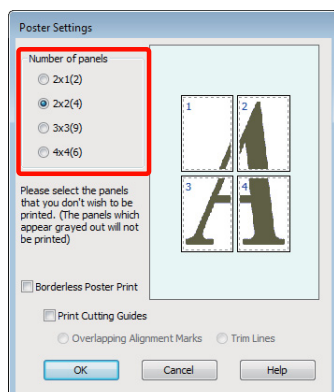 Poster Settings
Number of panels
2x1(2)
2x2(4)
3x3(9)
4x4(6)
1
2
3
4
Please select the panels
that you don't wish to be
printed. (The panels which
appear grayed out will not
be printed)
Borderless Poster Print
Print Cutting Guides
Overlapping Alignment Marks
Trim Lines
OK
Cancel
Help